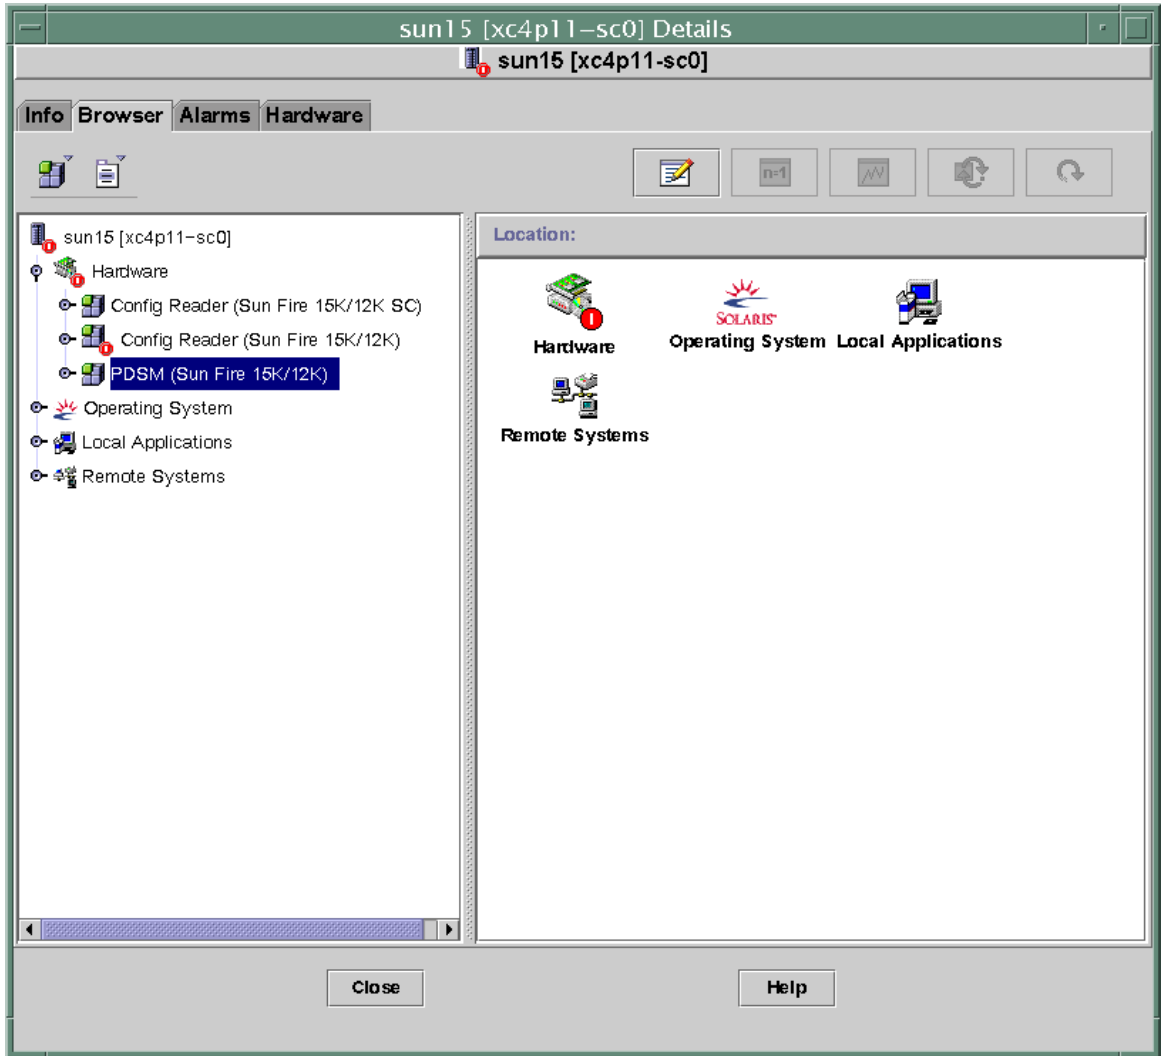 sun15 [xc4p11-sc0] Details
sun15 [xc4p11-sc0]
Info Browser Alarms Hardware
n=1
sun15 [xc4p11-sc0]
Hardware
Config Reader (Sun Fire 15K/12K SC)
Config Reader (Sun Fire 15K/12K)
PDSM (Sun Fire 15K/12K)
Operating System
Local Applications
Remote Systems
Location:
Hardware
SOLARIS
Operating System
Local Applications
Remote Systems
Close
Help